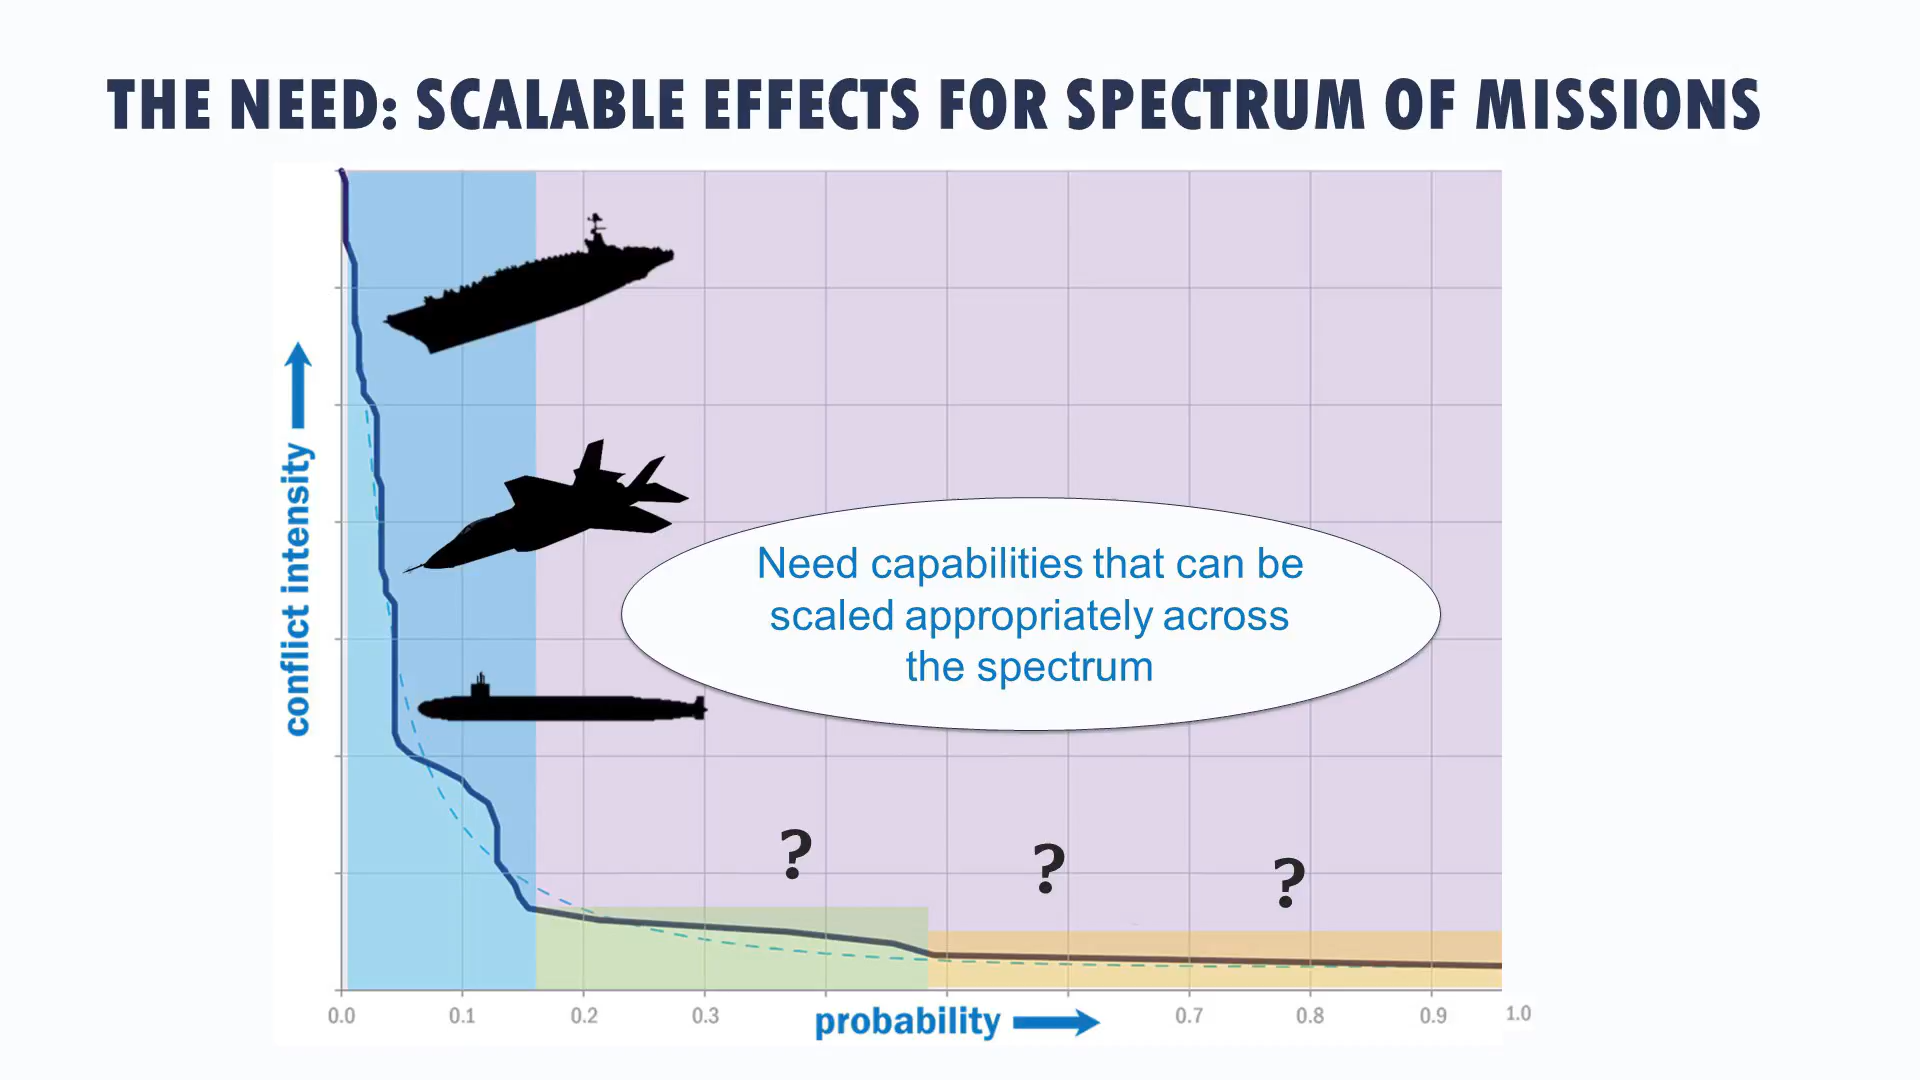 THE NEED: SCALABLE EFFECTS FOR SPECTRUM OF MISSIONS
conflict intensity
Need capabilities that can be
scaled appropriately across
the spectrum
? ? ?
0.0 0.1 0.2 0.3 0.7 0.8 0.9 1.0
probability